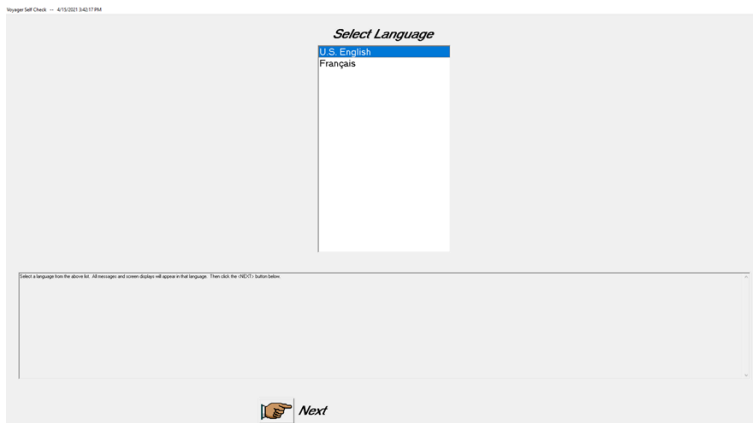 Voyager Self Check -- 4/15/2021 3:42:17 PM
Select Language
U.S. English
Français
Select a language from the above list. All messages and screen displays will appear in that language. Then click the <NEXT> button below.
Next